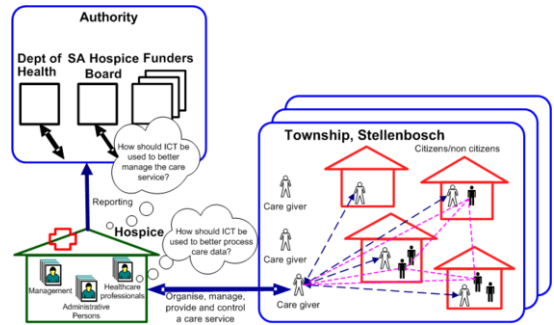 Authority
Dept of
Health
SA Hospice
Board
Funders
How should ICT be
used to better
manage the care
service?
Reporting
Hospice
How should ICT be
used to better process
care data?
Management
Administrative
Persons
Healthcare
professionals
Organise, manage,
provide and control
a care service
Township, Stellenbosch
Citizens/non citizens
Care giver
Care giver
Care giver